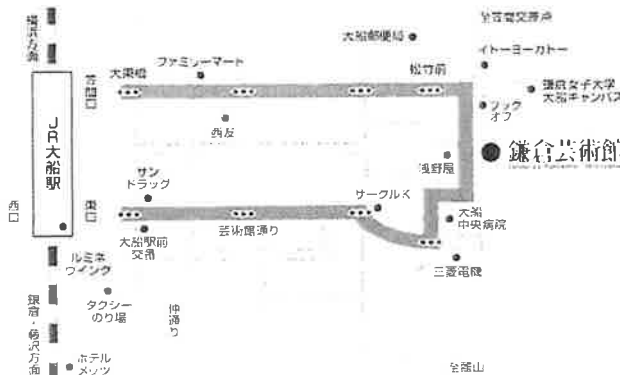 横浜方面
至笠間交差点
大船郵便局
イトーヨーカドー
ファミリーマート
大東橋
松竹前
笠間口
鎌倉女子大学
大船キャンパス
ブック
オフ
西友
JR大船駅
鎌倉芸術館
浅野屋
サン
ドラッグ
サークルK
西口
東口
大船
中央病院
芸術館通り
大船駅前
交番
ルミネ
ウイング
三菱電機
タクシー
のり場
仲通り
鎌倉・藤沢方面
ホテル
メッツ
至離山